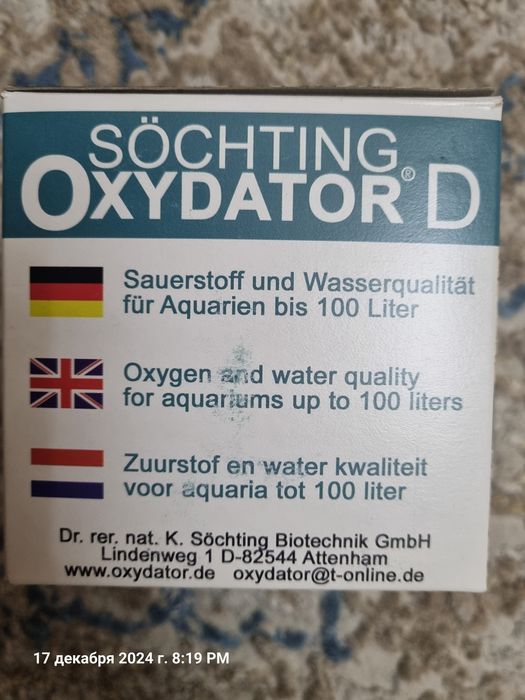 SÖCHTING
OXYDATOR® D
Sauerstoff und Wasserqualität
für Aquarien bis 100 Liter
Oxygen and water quality
for aquariums up to 100 liters
Zuurstof en water kwaliteit
voor aquaria tot 100 liter
Dr. rer. nat. K. Söchting Biotechnik GmbH
Lindenweg 1 D-82544 Attenham
www.oxydator.de oxydator@t-online.de
17 декабря 2024 г. 8:19 PM